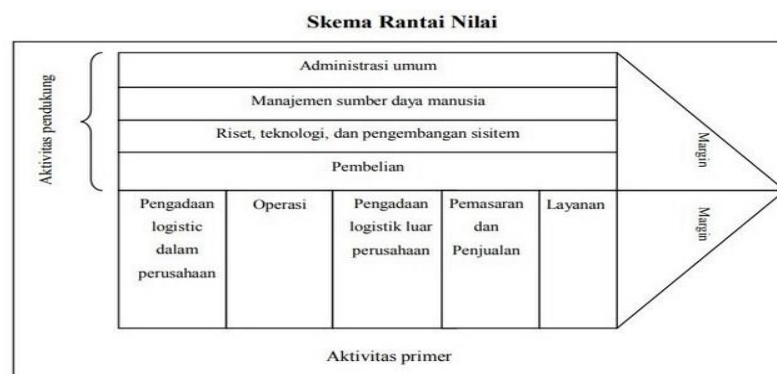 Skema Rantai Nilai
Aktivitas pendukung
Administrasi umum
Manajemen sumber daya manusia
Riset, teknologi, dan pengembangan sisitem
Pembelian
Margin
Pengadaan
logistic
dalam
perusahaan
Operasi
Pengadaan
logistik luar
perusahaan
Pemasaran
dan
Penjualan
Layanan
Margin
Aktivitas primer